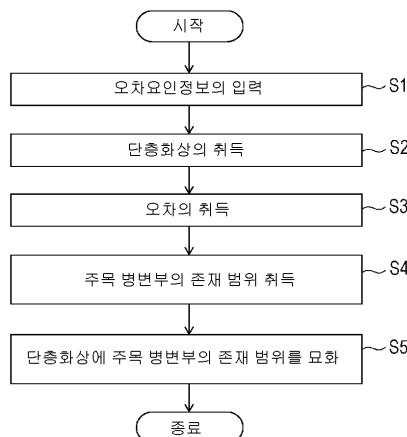 시작
오차요인정보의 입력 S1
단층화상의 취득 S2
오차의 취득 S3
주목 병변부의 존재 범위 취득 S4
단층화상에 주목 병변부의 존재 범위를 묘화 S5
종료